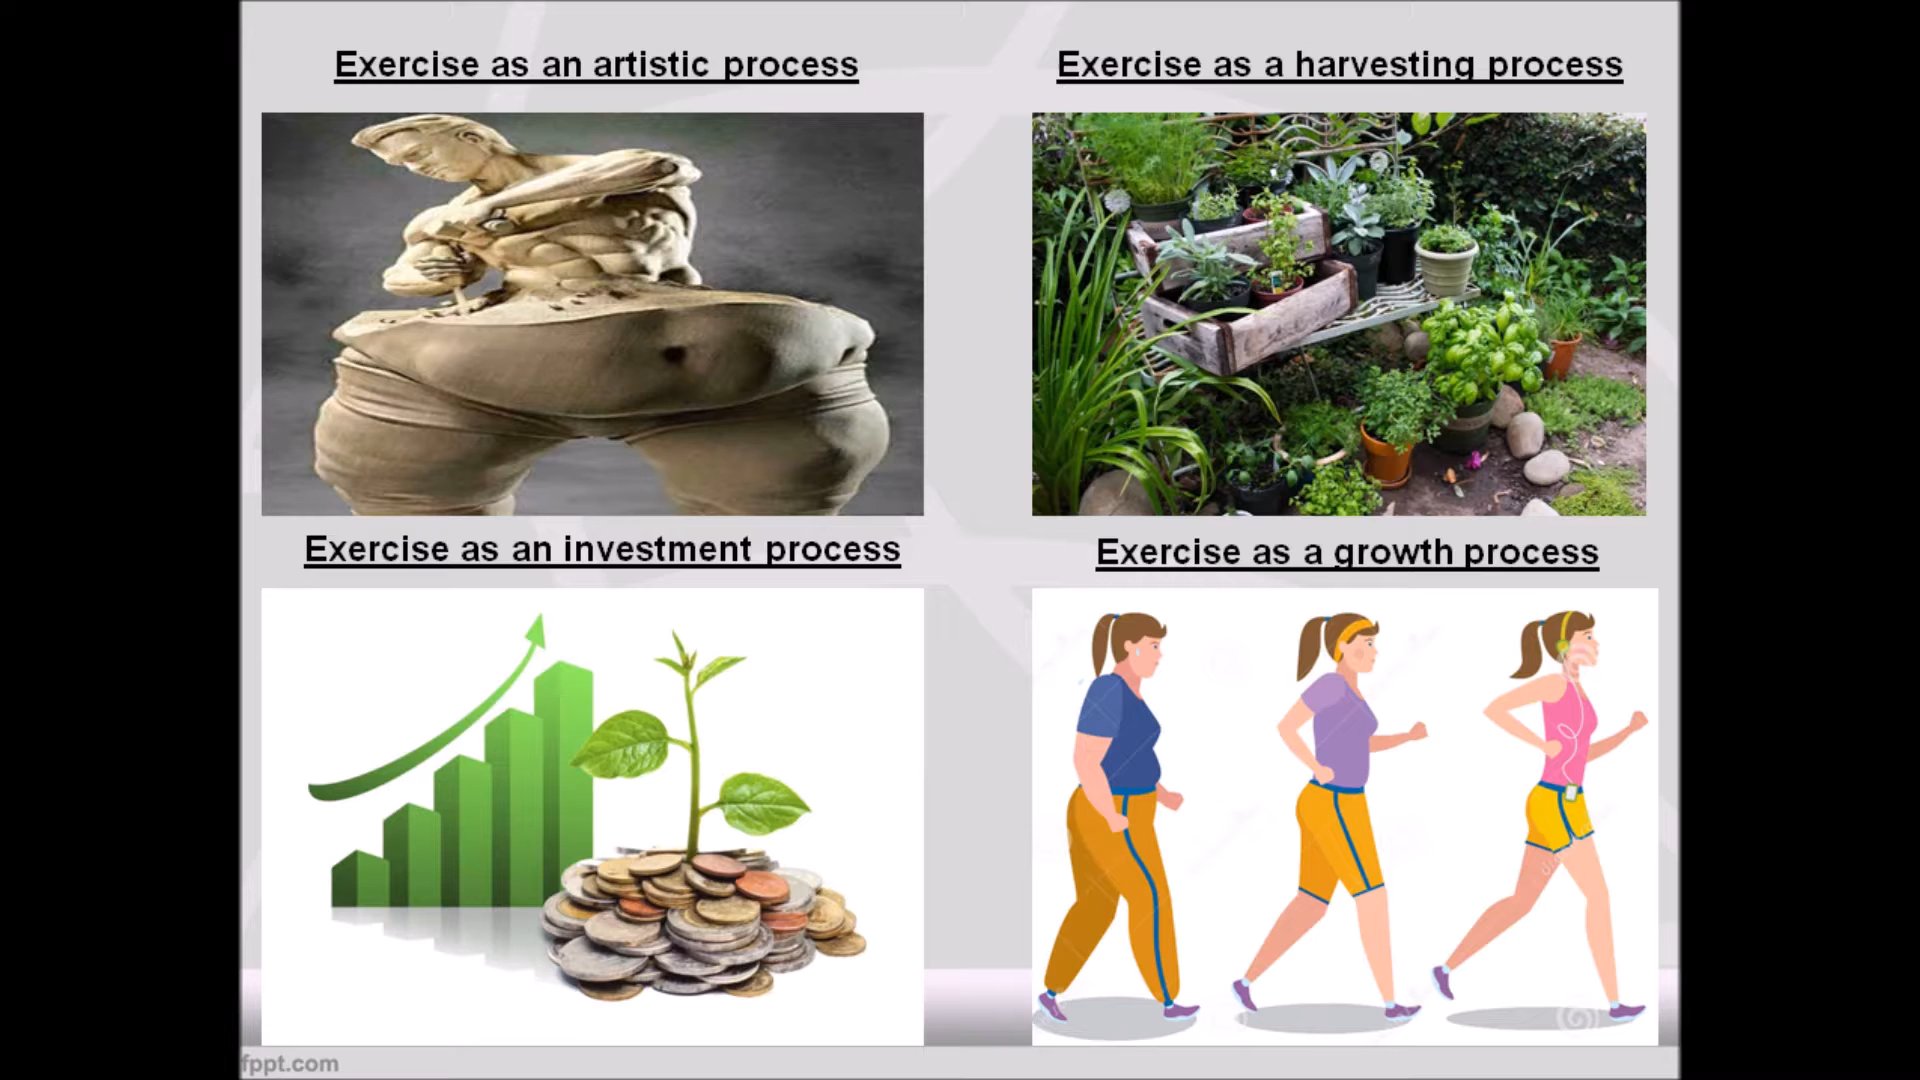 Exercise as an artistic process
Exercise as a harvesting process
Exercise as an investment process
Exercise as a growth process
fppt.com